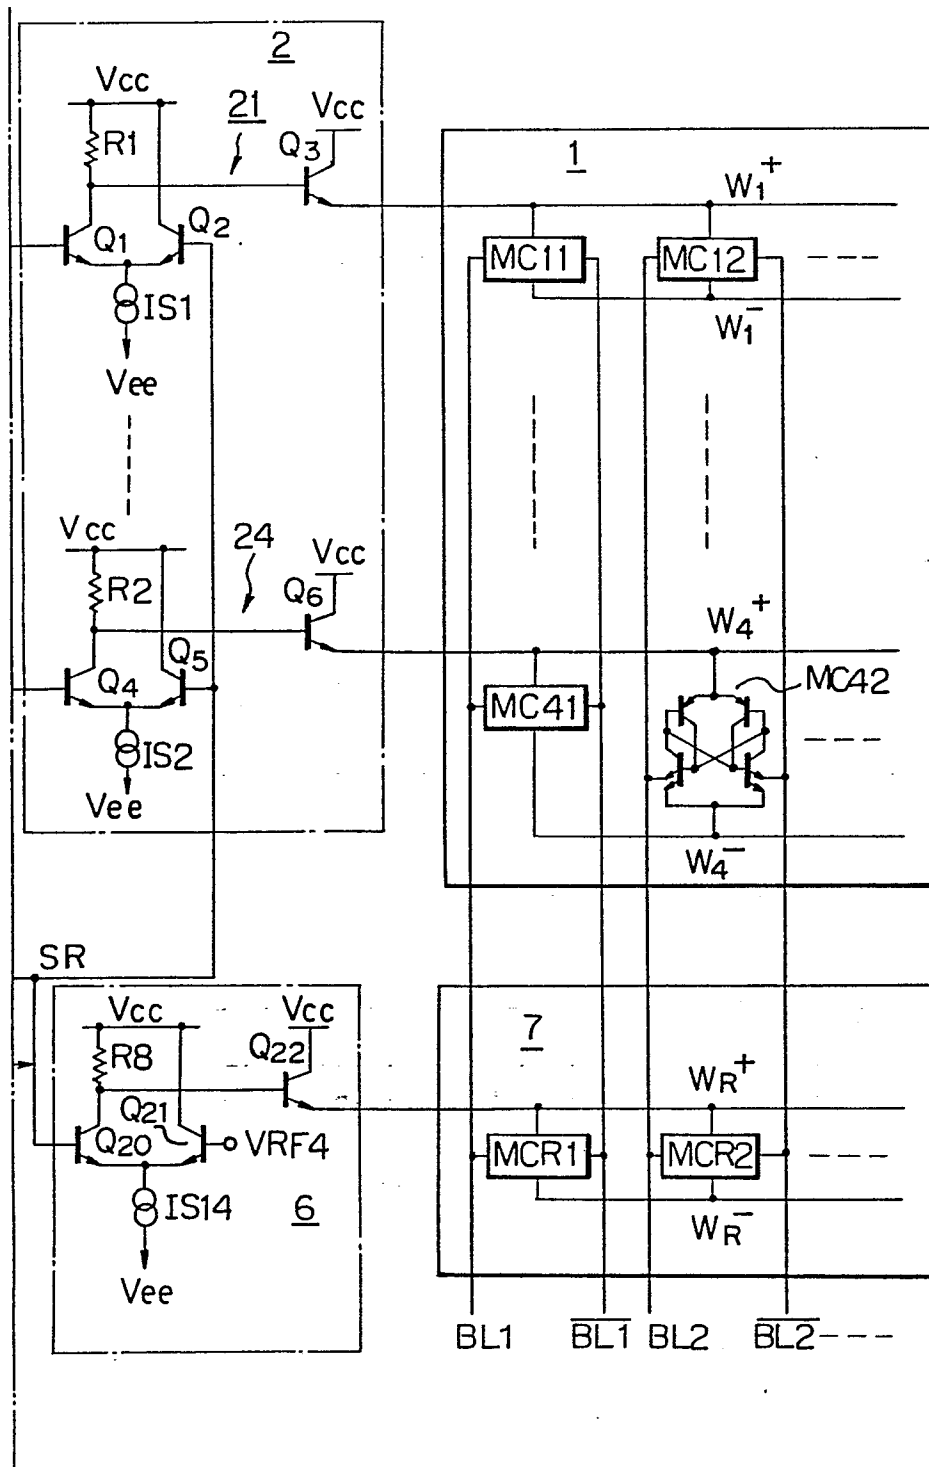 2
Vcc
21
Vcc
R1
Q3
1
W1+
Q1
Q2
MC11
MC12
IS1
W1-
Vee
Vcc
24
Vcc
R2
Q6
W4+
Q4
Q5
MC42
MC41
IS2
Vee
W4-
SR
Vcc
Vcc
7
R8
Q22
WR+
Q21
Q20
VRF4
MCR1
MCR2
IS14
6
WR-
Vee
BL1
B̅L̅1̅
BL2
B̅L̅2̅